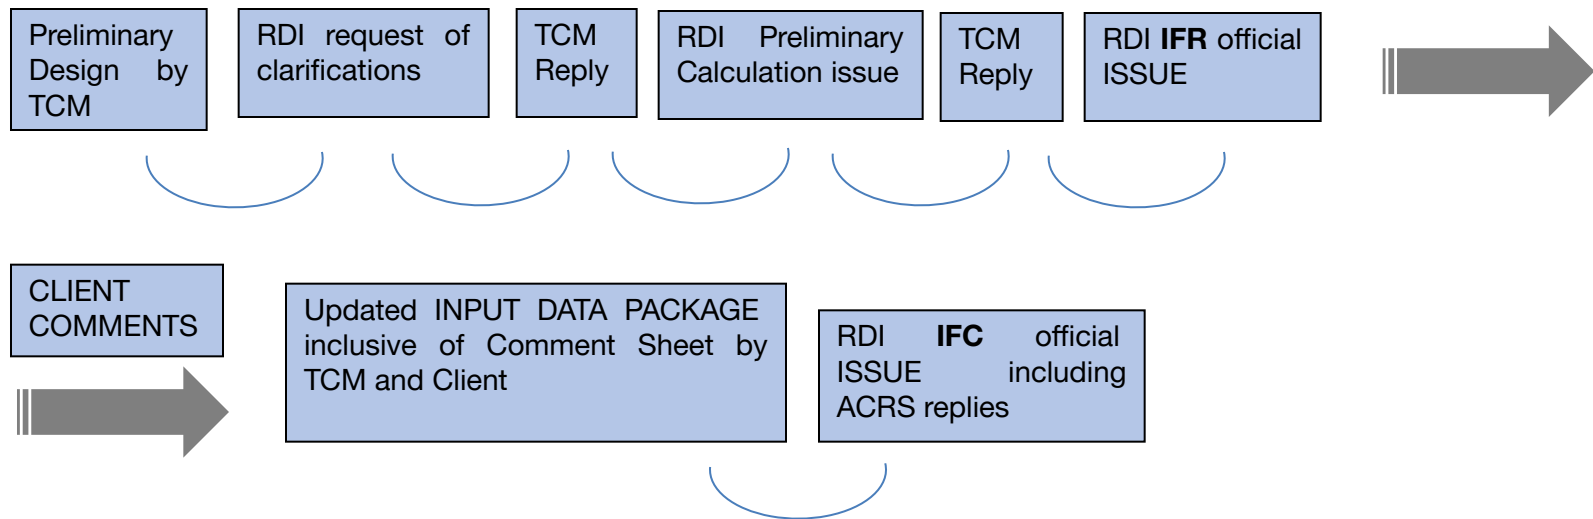 Preliminary
Design by
TCM
RDI request of
clarifications
TCM
Reply
RDI Preliminary
Calculation issue
TCM
Reply
RDI IFR official
ISSUE
CLIENT
COMMENTS
Updated INPUT DATA PACKAGE
inclusive of Comment Sheet by
TCM and Client
RDI IFC official
ISSUE including
ACRS replies